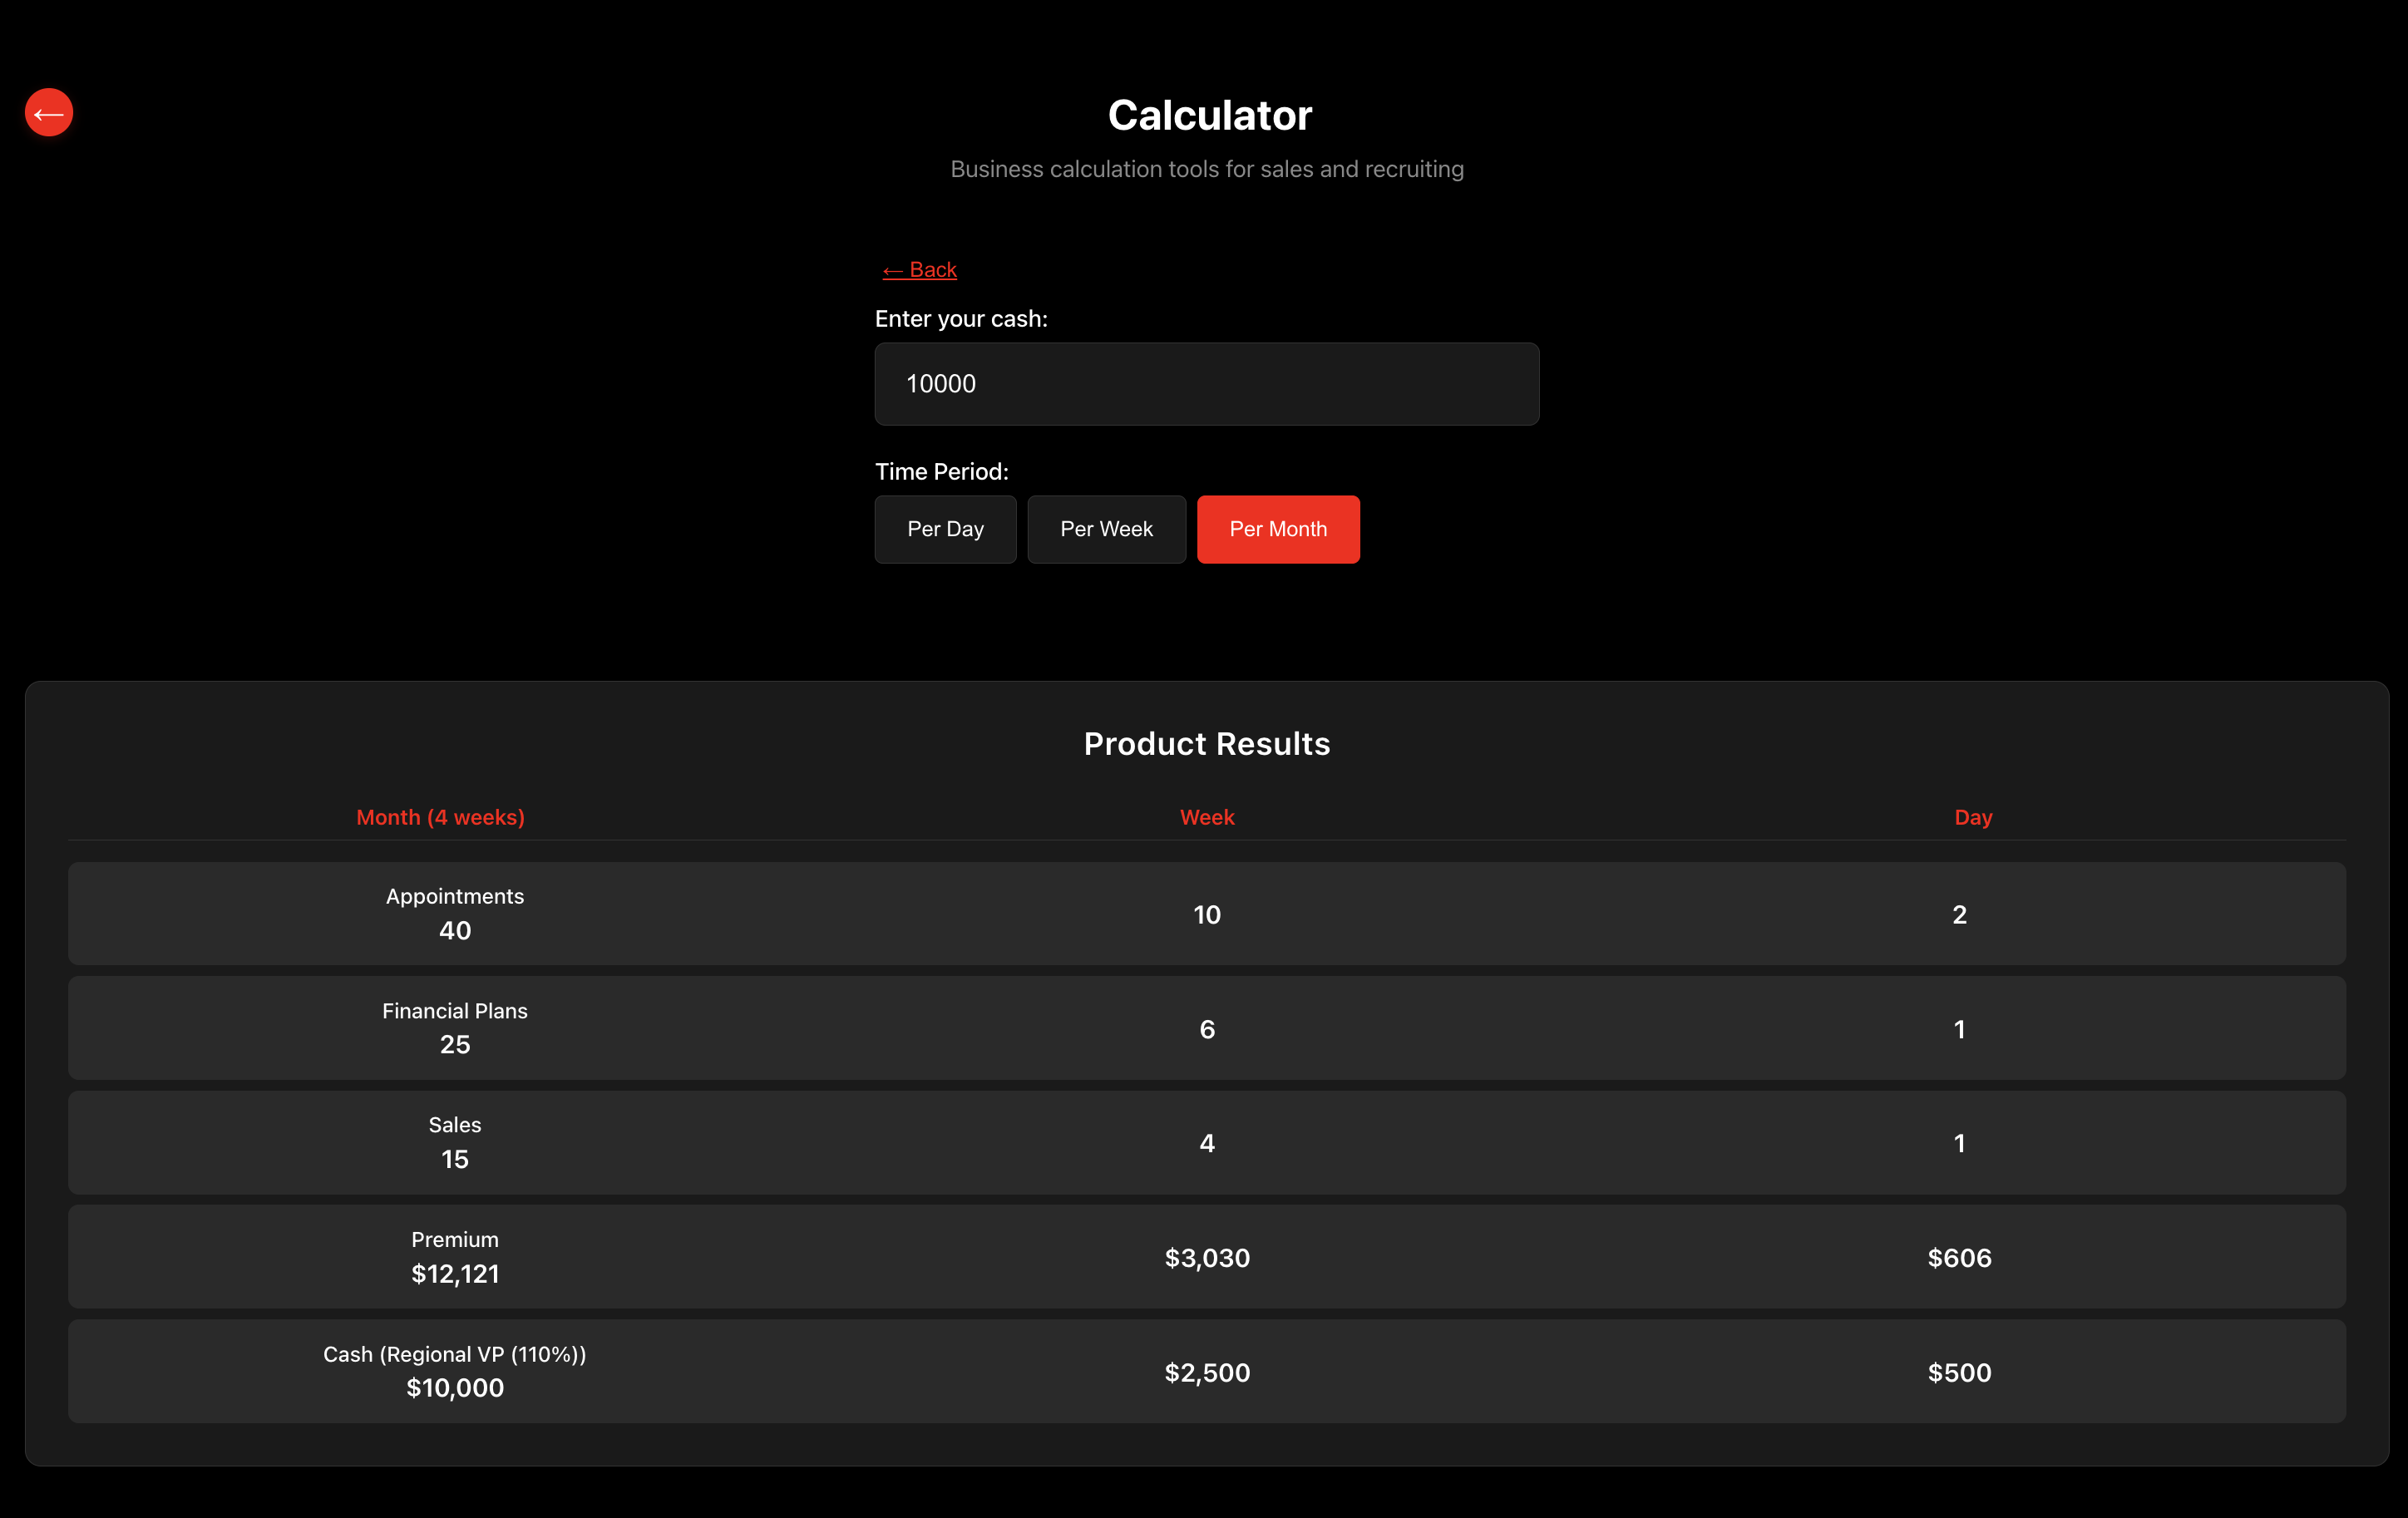 Calculator
Business calculation tools for sales and recruiting
← Back
Enter your cash:
10000
Time Period:
Per Day Per Week Per Month
Product Results
Month (4 weeks) Week Day
Appointments
40 10 2
Financial Plans
25 6 1
Sales
15 4 1
Premium
$12,121 $3,030 $606
Cash (Regional VP (110%))
$10,000 $2,500 $500